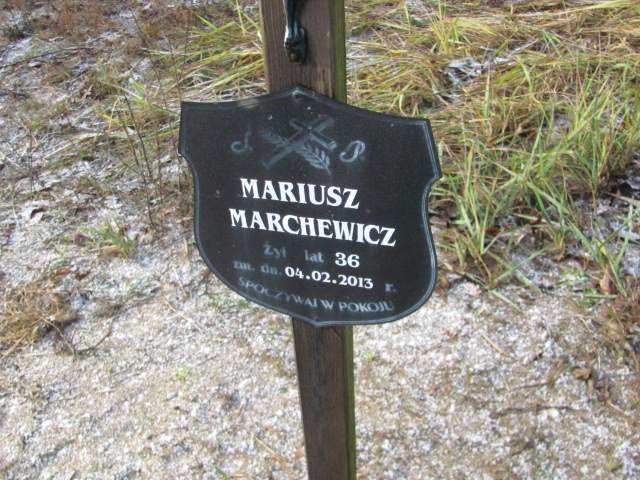 Ś. P.
MARIUSZ
MARCHEWICZ
Żył lat 36
zm. dn. 04.02.2013 r.
SPOCZYWAJ W POKOJU